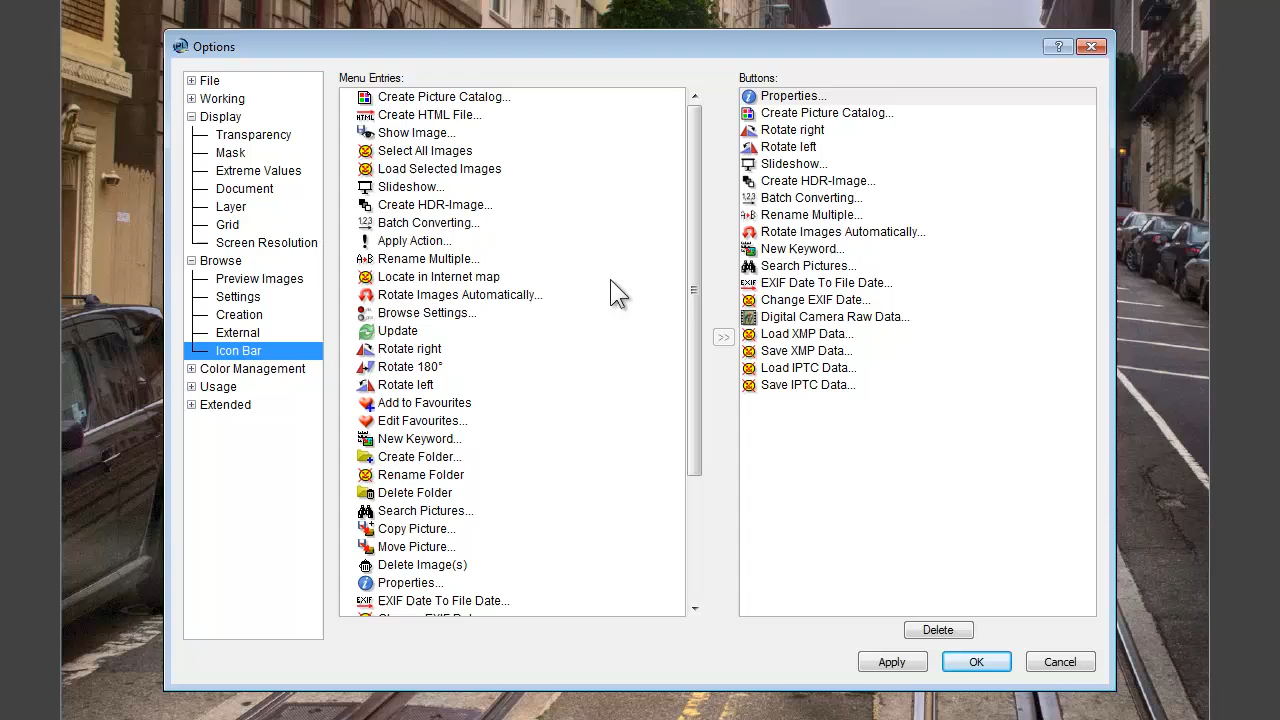 Options
?
File
Working
Display
Transparency
Mask
Extreme Values
Document
Layer
Grid
Screen Resolution
Browse
Preview Images
Settings
Creation
External
Icon Bar
Color Management
Usage
Extended
Menu Entries:
Create Picture Catalog...
Create HTML File...
Show Image...
Select All Images
Load Selected Images
Slideshow...
Create HDR-Image...
Batch Converting...
Apply Action...
Rename Multiple...
Locate in Internet map
Rotate Images Automatically...
Browse Settings...
Update
Rotate right
Rotate 180°
Rotate left
Add to Favourites
Edit Favourites...
New Keyword...
Create Folder...
Rename Folder
Delete Folder
Search Pictures...
Copy Picture...
Move Picture...
Delete Image(s)
Properties...
EXIF Date To File Date...
>>
Buttons:
Properties...
Create Picture Catalog...
Rotate right
Rotate left
Slideshow...
Create HDR-Image...
Batch Converting...
Rename Multiple...
Rotate Images Automatically...
New Keyword...
Search Pictures...
EXIF Date To File Date...
Change EXIF Date...
Digital Camera Raw Data...
Load XMP Data...
Save XMP Data...
Load IPTC Data...
Save IPTC Data...
Delete
Apply
OK
Cancel